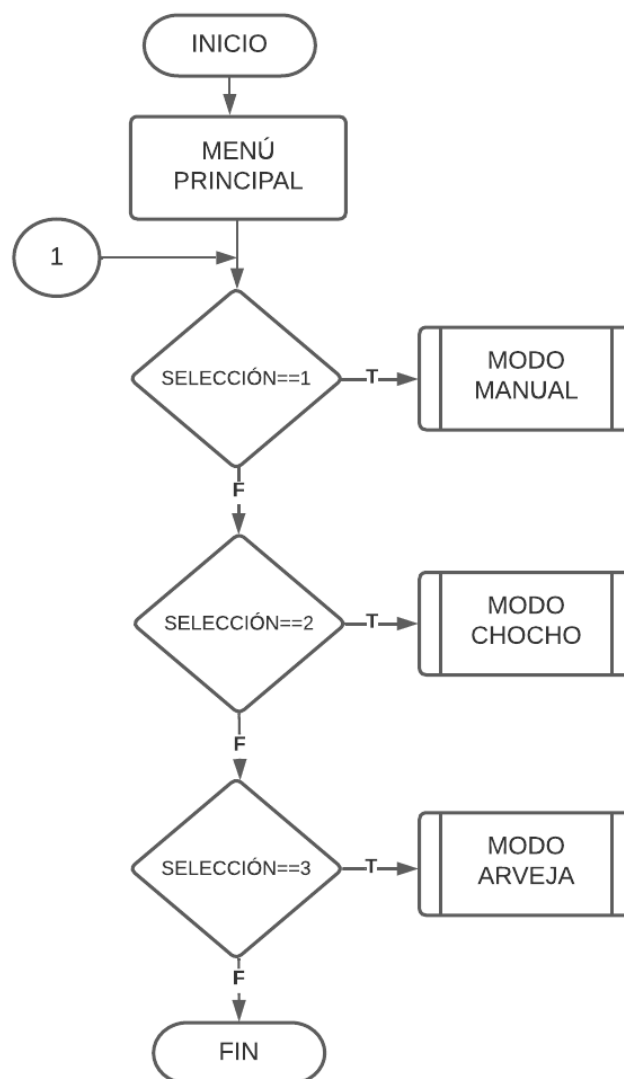 INICIO
MENÚ
PRINCIPAL
1
SELECCIÓN==1
T
MODO
MANUAL
F
SELECCIÓN==2
T
MODO
CHOCHO
F
SELECCIÓN==3
T
MODO
ARVEJA
F
FIN